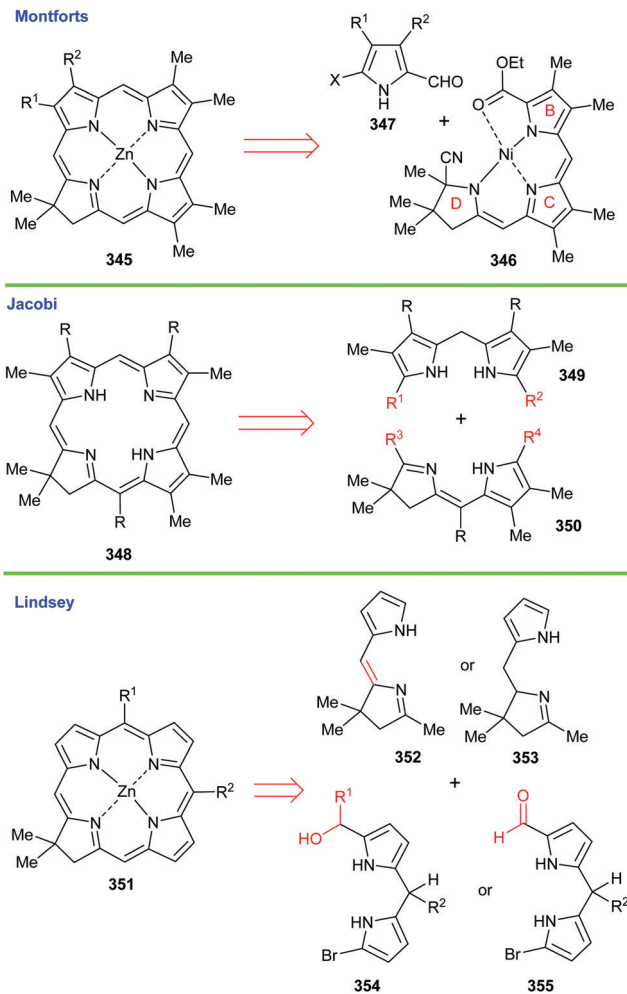 Montforts
R1 R2
R2
R1 Me
Me
N N
Zn
N N
Me
Me
Me
Me
345
R1 R2
X N
H CHO
347
+
OEt
O Me
B Me
N
Ni
CN
Me
Me
Me
N N
D C
Me
Me
346
Jacobi
R R
Me Me
NH N
N HN
Me
Me
Me
R Me
348
R R
Me Me
NH HN
R1 R2
349
+
R3 R4
N HN
Me
Me
Me
R Me
350
Lindsey
R1
N N
Zn R2
N N
Me
Me
351
NH
N
Me
Me
Me
352
or
NH
N
Me
Me
Me
353
+
R1
HO
HN
H
R2
HN
Br
354
or
O
H
HN
H
R2
HN
Br
355